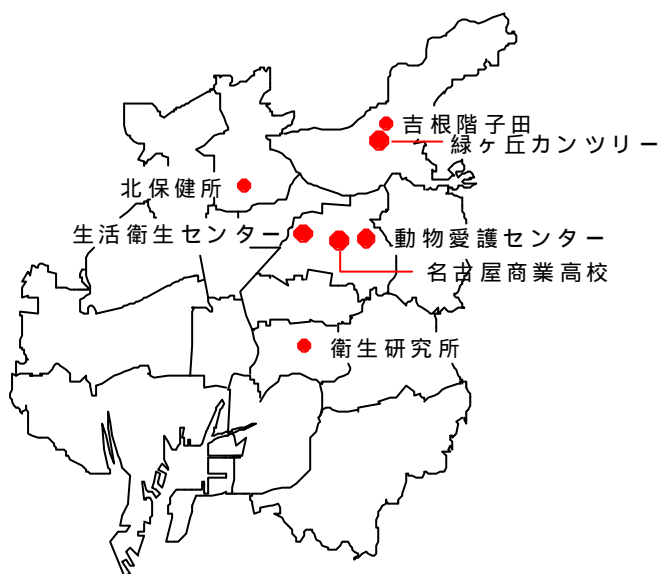 吉根階子田
緑ヶ丘カンツリー
北保健所
生活衛生センター
動物愛護センター
名古屋商業高校
衛生研究所